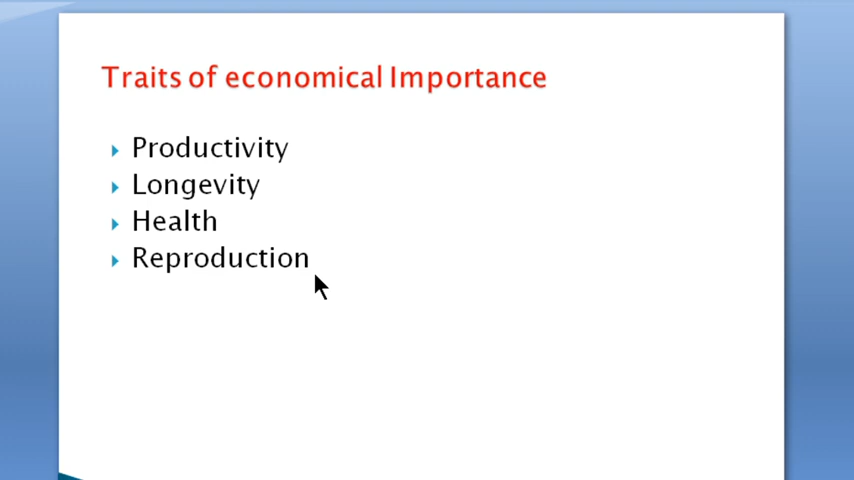 Traits of economical Importance
Productivity
Longevity
Health
Reproduction